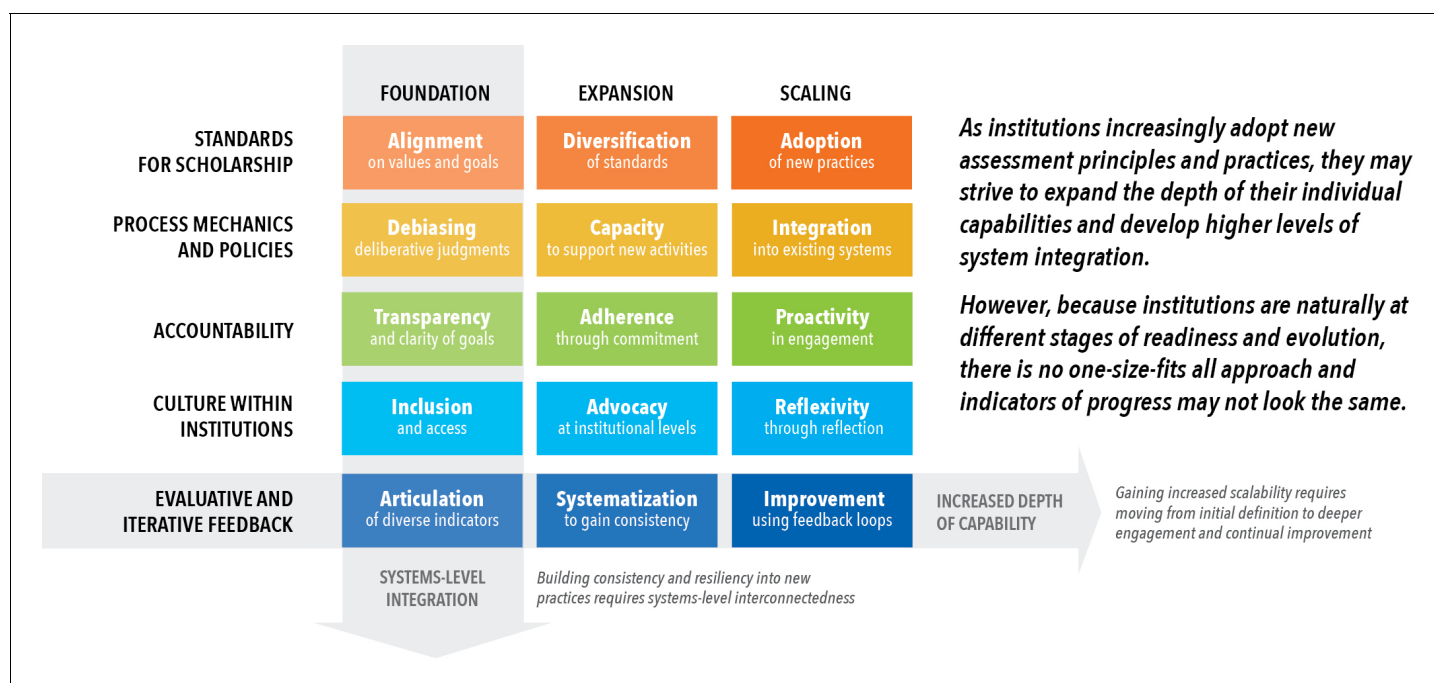 FOUNDATION
EXPANSION
SCALING
STANDARDS
FOR SCHOLARSHIP
Alignment
on values and goals
Diversification
of standards
Adoption
of new practices
PROCESS MECHANICS
AND POLICIES
Debiasing
deliberative judgments
Capacity
to support new activities
Integration
into existing systems
ACCOUNTABILITY
Transparency
and clarity of goals
Adherence
through commitment
Proactivity
in engagement
CULTURE WITHIN
INSTITUTIONS
Inclusion
and access
Advocacy
at institutional levels
Reflexivity
through reflection
EVALUATIVE AND
ITERATIVE FEEDBACK
Articulation
of diverse indicators
Systematization
to gain consistency
Improvement
using feedback loops
INCREASED DEPTH
OF CAPABILITY
Gaining increased scalability requires
moving from initial definition to deeper
engagement and continual improvement
SYSTEMS-LEVEL
INTEGRATION
Building consistency and resiliency into new
practices requires systems-level interconnectedness
As institutions increasingly adopt new
assessment principles and practices, they may
strive to expand the depth of their individual
capabilities and develop higher levels of
system integration.
However, because institutions are naturally at
different stages of readiness and evolution,
there is no one-size-fits all approach and
indicators of progress may not look the same.